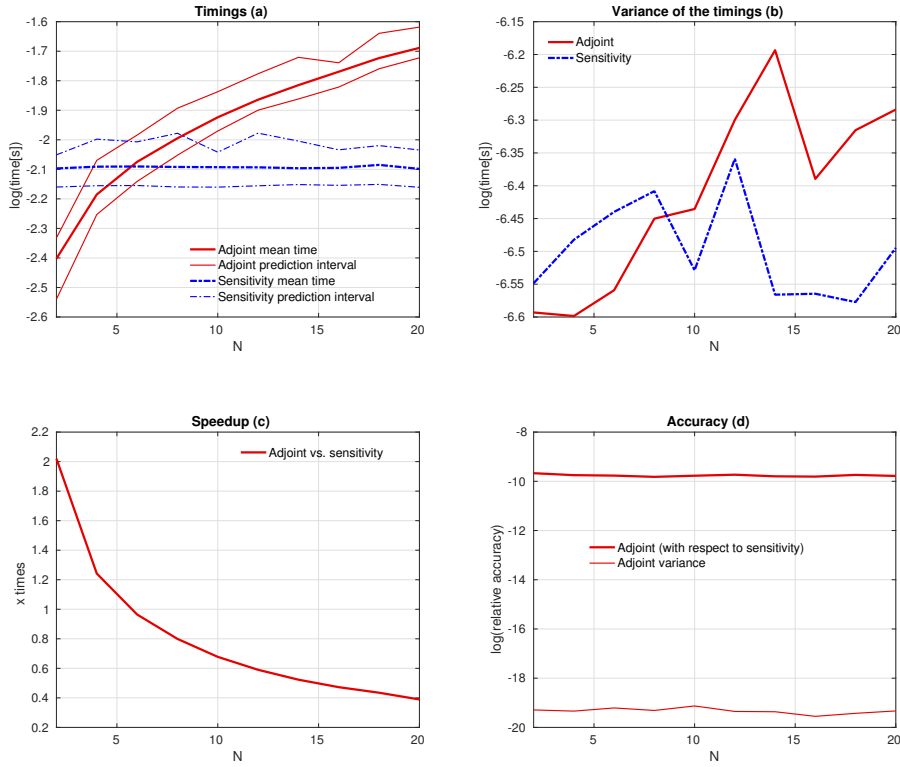 Timings (a)
-1.6
-1.7
-1.8
-1.9
-2
-2.1
-2.2
-2.3
-2.4
-2.5
-2.6
log(time[s])
Adjoint mean time
Adjoint prediction interval
Sensitivity mean time
Sensitivity prediction interval
5
10
15
20
N
Variance of the timings (b)
-6.15
-6.2
-6.25
-6.3
-6.35
-6.4
-6.45
-6.5
-6.55
-6.6
log(time[s])
Adjoint
Sensitivity
5
10
15
20
N
Speedup (c)
2.2
2
1.8
1.6
1.4
1.2
1
0.8
0.6
0.4
0.2
x times
Adjoint vs. sensitivity
5
10
15
20
N
Accuracy (d)
-8
-10
-12
-14
-16
-18
-20
log(relative accuracy)
Adjoint (with respect to sensitivity)
Adjoint variance
5
10
15
20
N